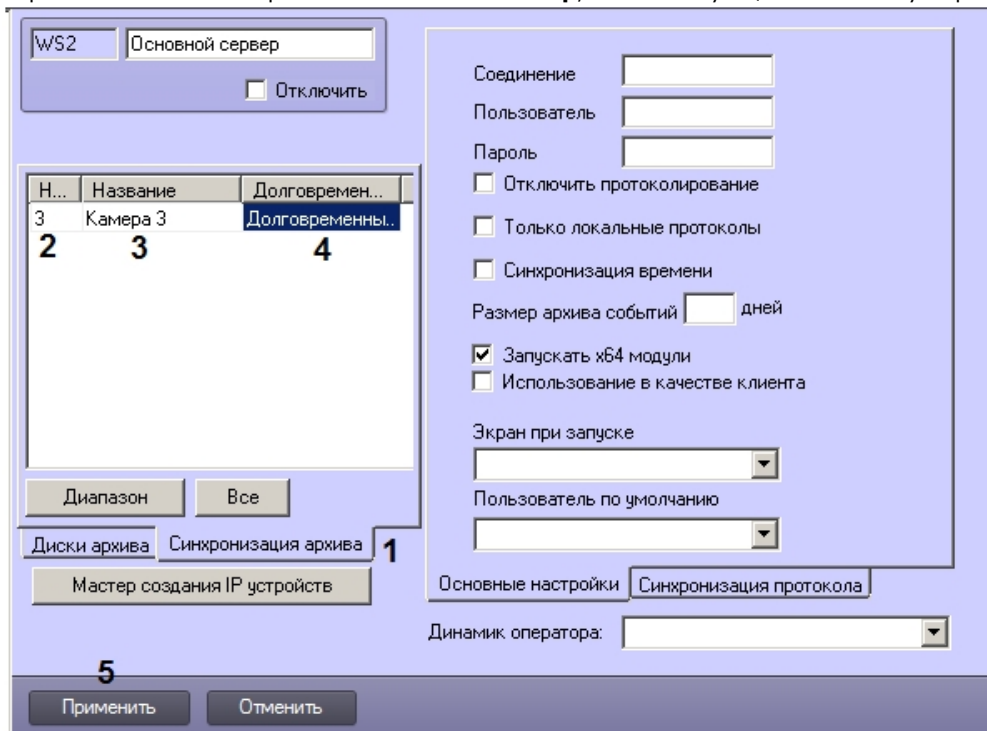 WS2 Основной сервер
Отключить
Н... Название Долговремен...
3 Камера 3 Долговременны..
2 3 4
Диапазон Все
Диски архива Синхронизация архива 1
Мастер создания IP устройств
Соединение
Пользователь
Пароль
Отключить протоколирование
Только локальные протоколы
Синхронизация времени
Размер архива событий дней
Запускать x64 модули
Использование в качестве клиента
Экран при запуске
Пользователь по умолчанию
Основные настройки Синхронизация протокола
Динамик оператора:
5
Применить Отменить